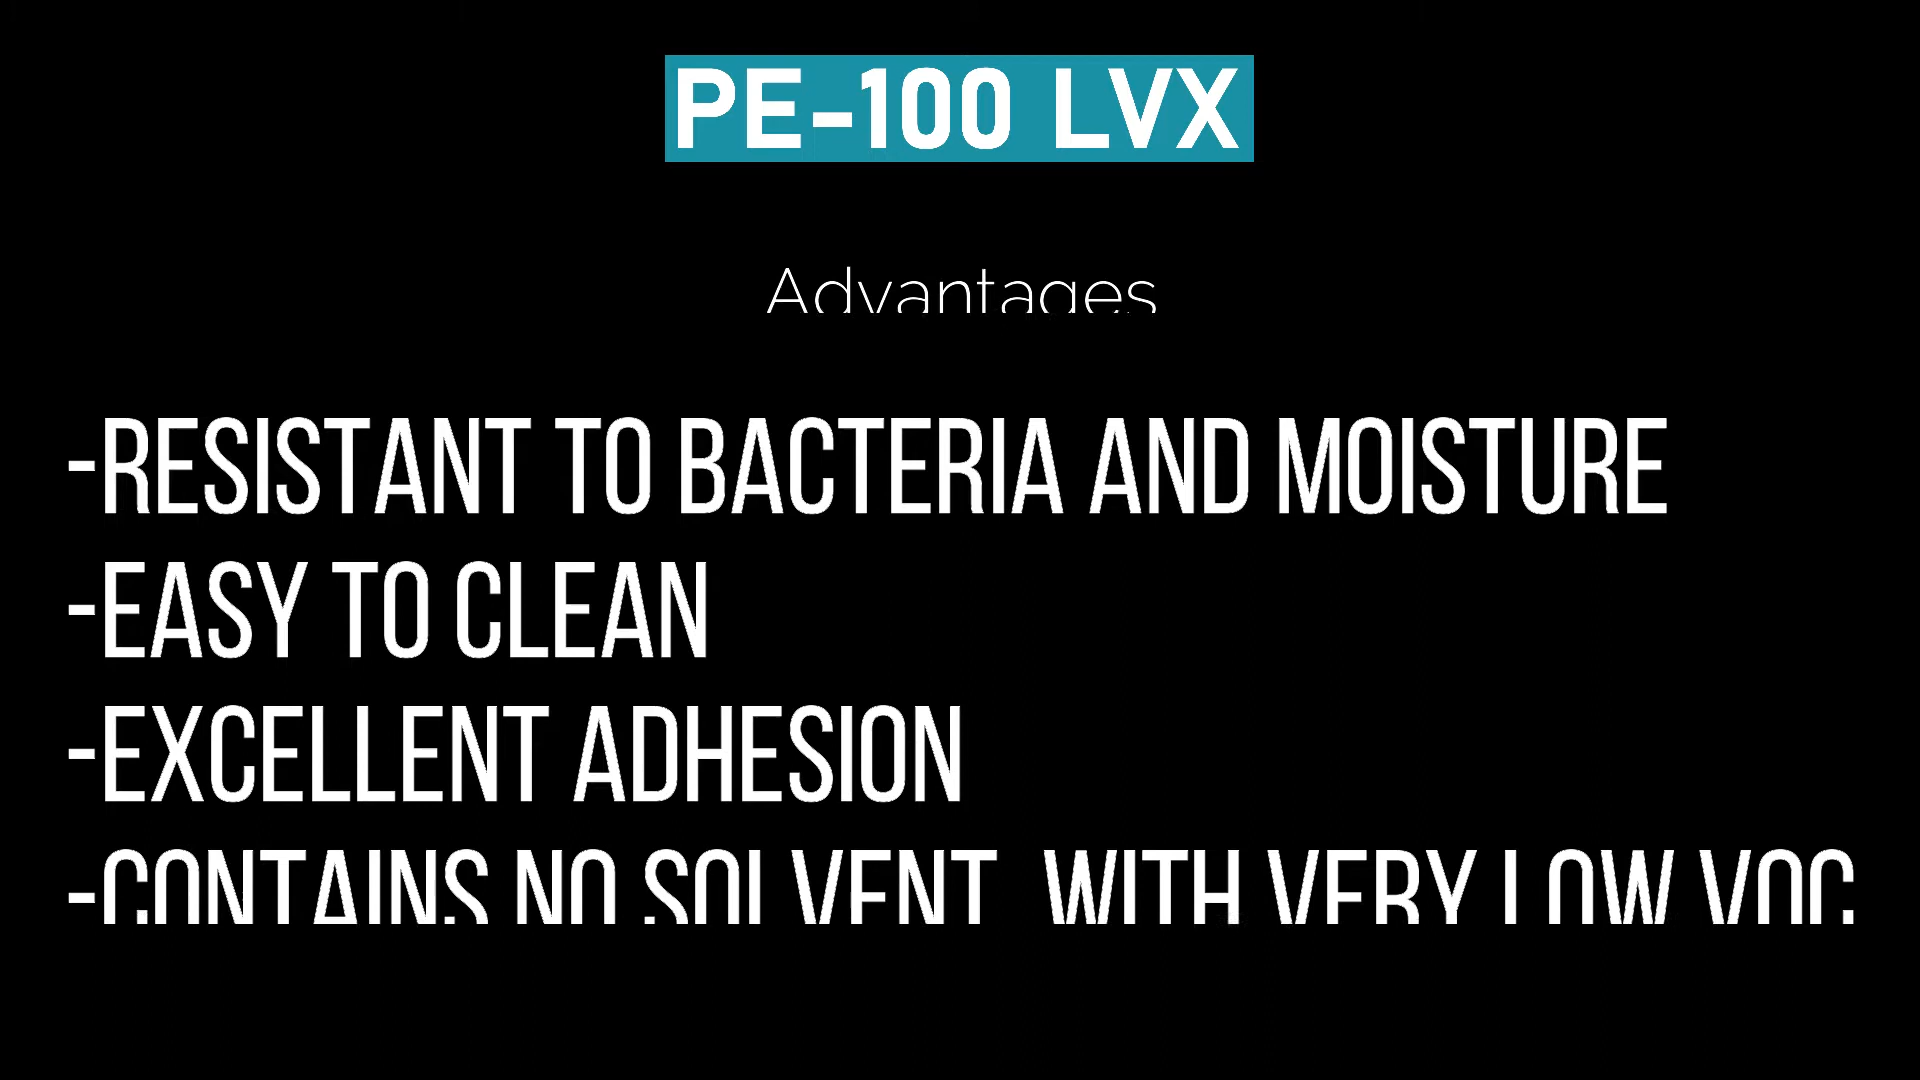 PE-100 LVX
Advantages
-RESISTANT TO BACTERIA AND MOISTURE
-EASY TO CLEAN
-EXCELLENT ADHESION
-CONTAINS NO SOLVENT, WITH VERY LOW VOC